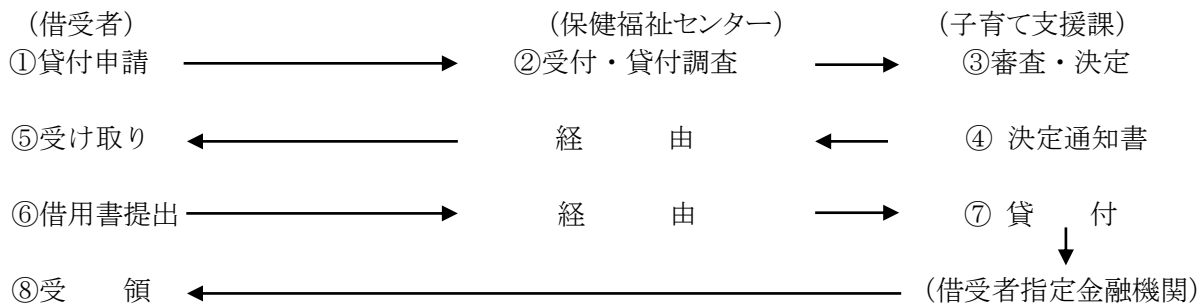 （借受者） （保健福祉センター） （子育て支援課）
①貸付申請 ②受付・貸付調査 ③審査・決定
⑤受け取り 経 由 ④ 決定通知書
⑥借用書提出 経 由 ⑦ 貸 付
⑧受 領 （借受者指定金融機関）